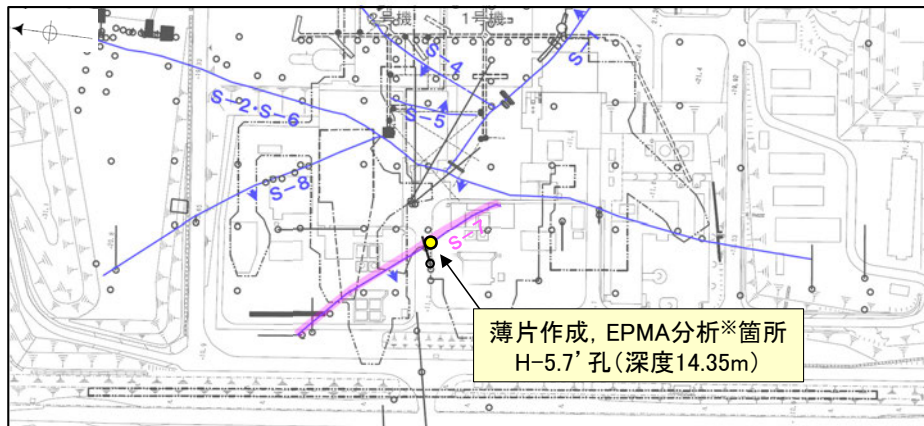 2号機
1号機
S-1
S-4
S-2・S-6
S-5
S-8
S-7
薄片作成, EPMA分析※箇所
H-5.7’孔(深度14.35m)